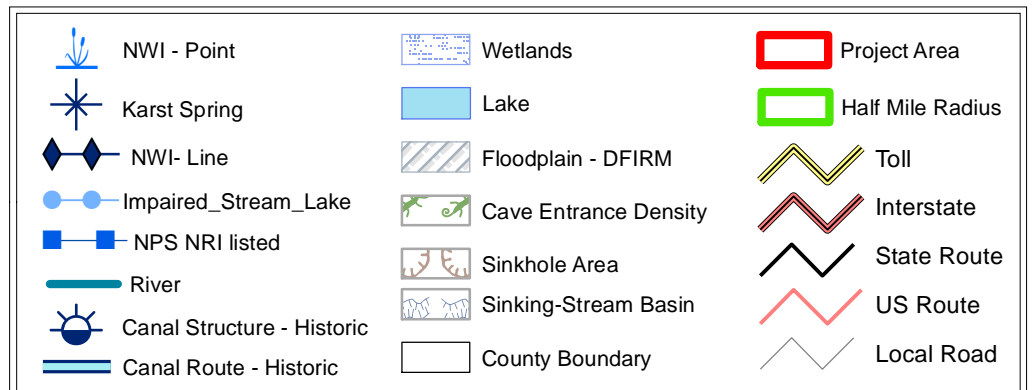 NWI - Point
Karst Spring
NWI- Line
Impaired_Stream_Lake
NPS NRI listed
River
Canal Structure - Historic
Canal Route - Historic
Wetlands
Lake
Floodplain - DFIRM
Cave Entrance Density
Sinkhole Area
Sinking-Stream Basin
County Boundary
Project Area
Half Mile Radius
Toll
Interstate
State Route
US Route
Local Road